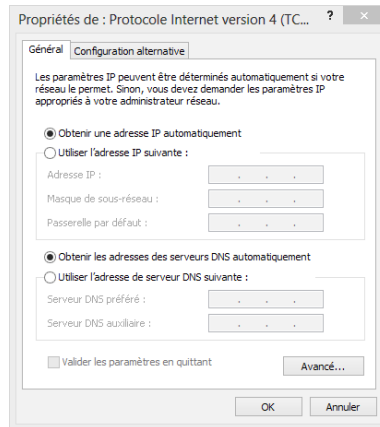 Propriétés de : Protocole Internet version 4 (TC... ? ×
Général Configuration alternative
Les paramètres IP peuvent être déterminés automatiquement si votre
réseau le permet. Sinon, vous devez demander les paramètres IP
appropriés à votre administrateur réseau.
Obtenir une adresse IP automatiquement
Utiliser l'adresse IP suivante :
Adresse IP : . . .
Masque de sous-réseau : . . .
Passerelle par défaut : . . .
Obtenir les adresses des serveurs DNS automatiquement
Utiliser l'adresse de serveur DNS suivante :
Serveur DNS préféré : . . .
Serveur DNS auxiliaire : . . .
Valider les paramètres en quittant
Avancé...
OK Annuler